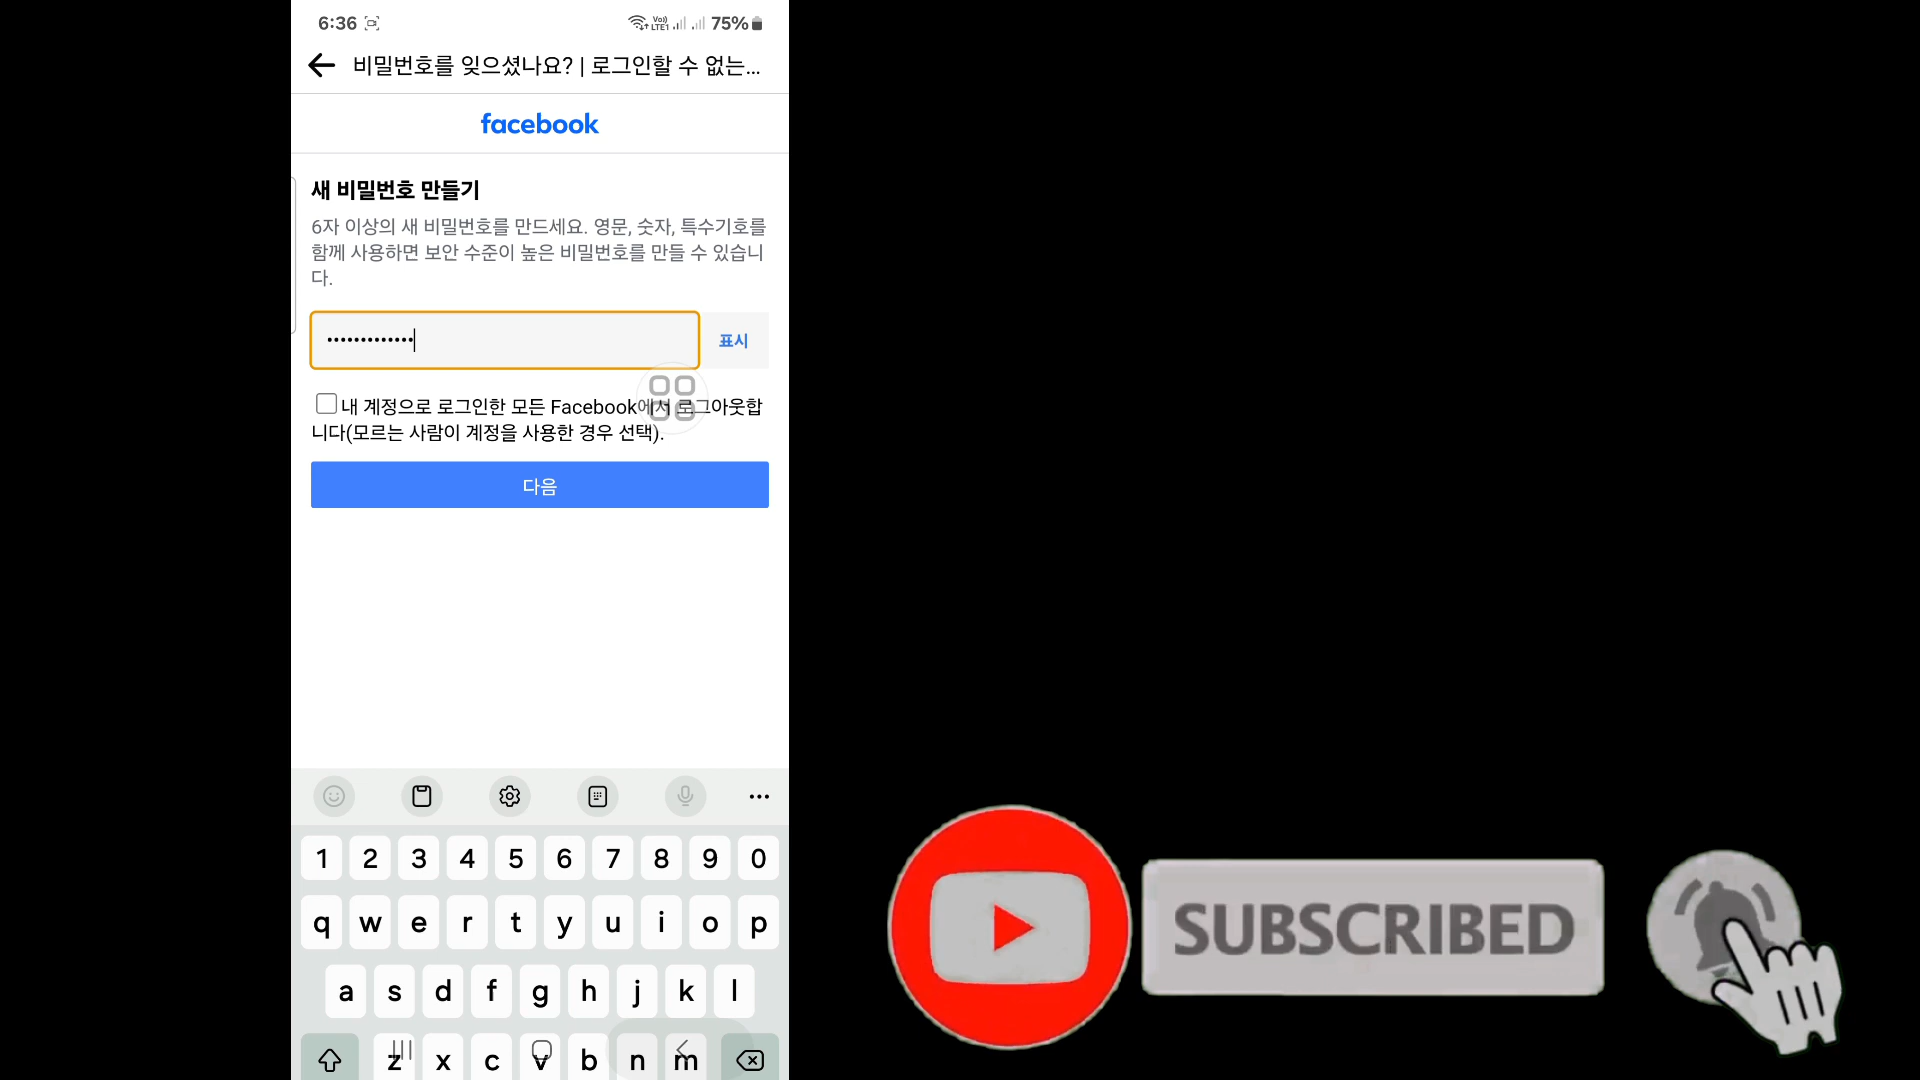 6:36
Vo))
LTE1
75%
비밀번호를 잊으셨나요? | 로그인할 수 없는...
facebook
새 비밀번호 만들기
6자 이상의 새 비밀번호를 만드세요. 영문, 숫자, 특수기호를
함께 사용하면 보안 수준이 높은 비밀번호를 만들 수 있습니
다.
•••••••••••••
표시
내 계정으로 로그인한 모든 Facebook에서 로그아웃합
니다(모르는 사람이 계정을 사용한 경우 선택).
다음
1 2 3 4 5 6 7 8 9 0
q w e r t y u i o p
a s d f g h j k l
z x c v b n m
SUBSCRIBED